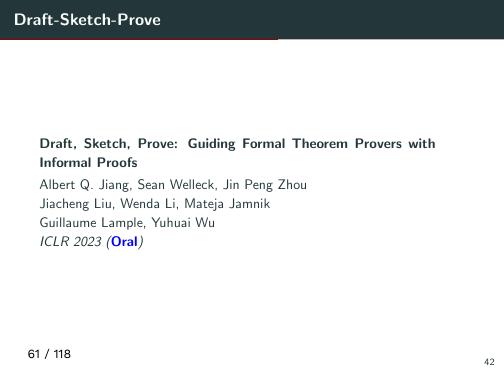 Draft-Sketch-Prove
Draft, Sketch, Prove: Guiding Formal Theorem Provers with
Informal Proofs
Albert Q. Jiang, Sean Welleck, Jin Peng Zhou
Jiacheng Liu, Wenda Li, Mateja Jamnik
Guillaume Lample, Yuhuai Wu
ICLR 2023 (Oral)
61 / 118
42